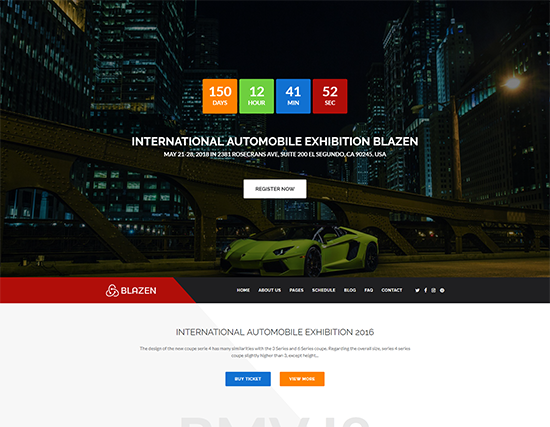 150 12 41 52
DAYS HOUR MIN SEC
INTERNATIONAL AUTOMOBILE EXHIBITION BLAZEN
MAY 21-28, 2018 IN 2381 ROSECRANS AVE, SUITE 200 EL SEGUNDO, CA 90245. USA
REGISTER NOW!
BLAZEN HOME ABOUT US PAGES SCHEDULE BLOG FAQ CONTACT
INTERNATIONAL AUTOMOBILE EXHIBITION 2016
The design of the new coupe serie 4 has many similarities with the 3 Series and 5 Series coupe. Regarding the overall size, series 4 series
coupe slightly higher than 3, except height...
BUY TICKET VIEW MORE